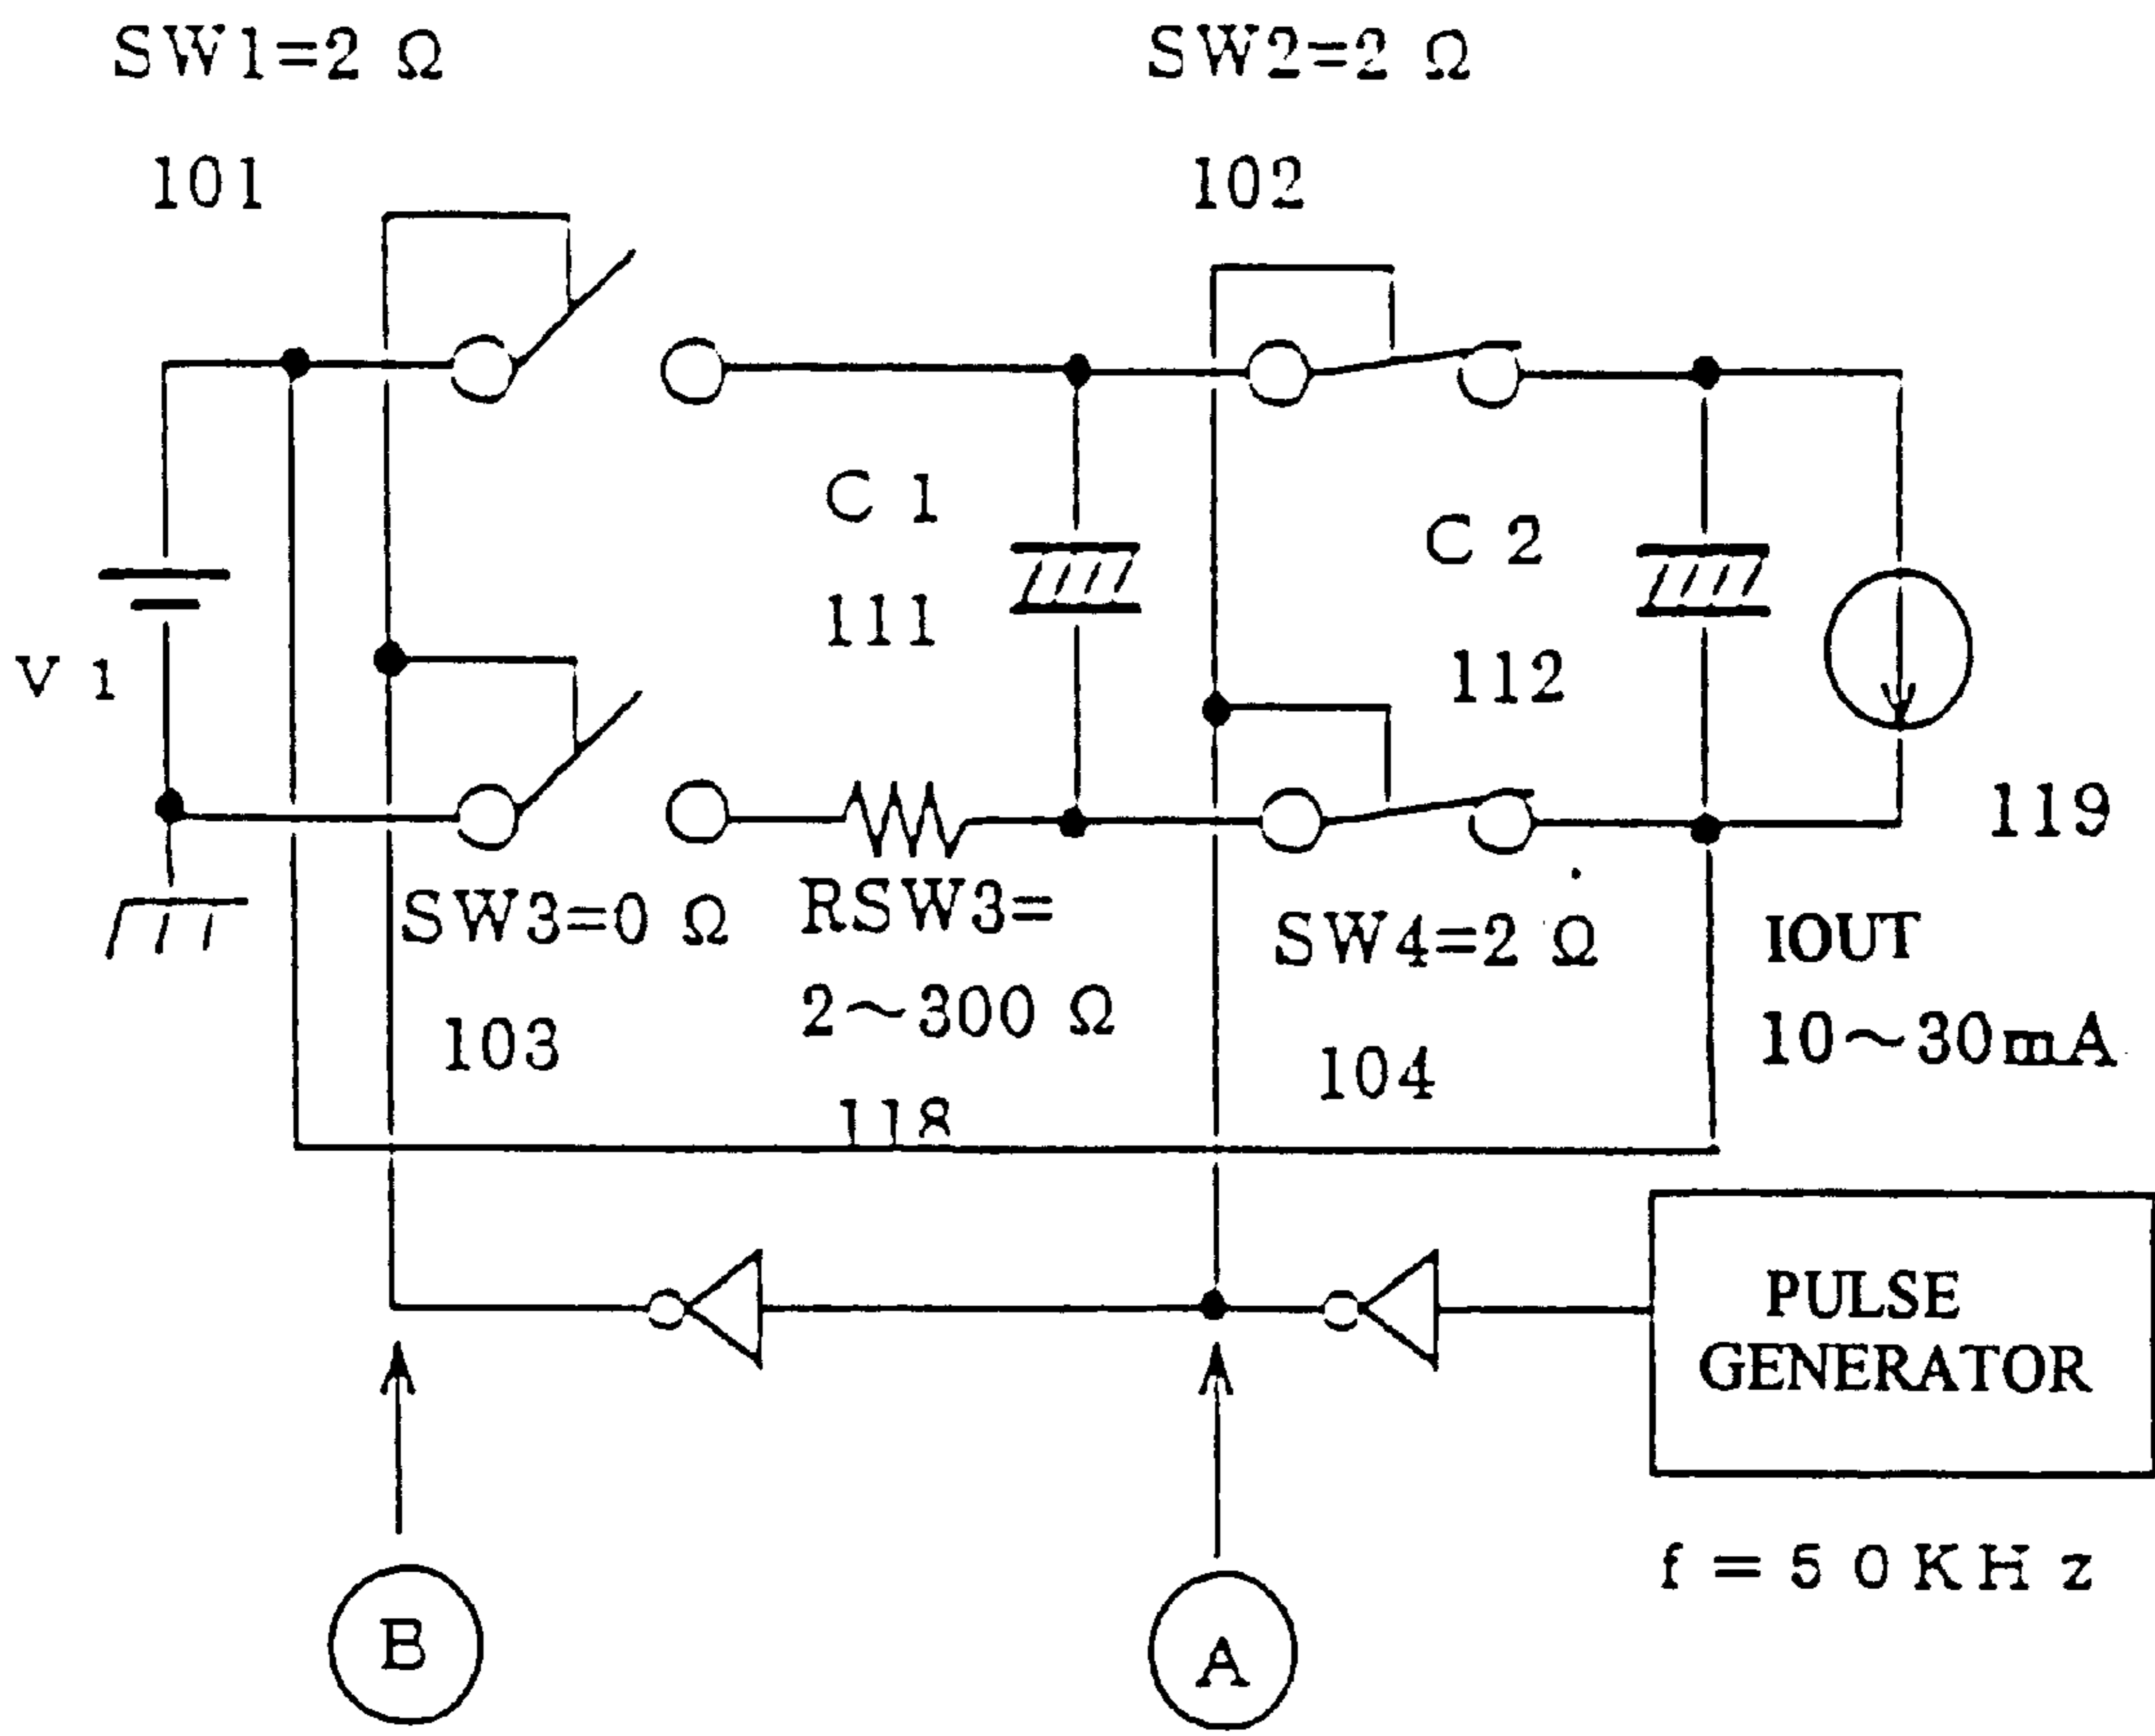 SW1=2 Ω
101
SW2=2 Ω
102
C 1
111
C 2
112
V 1
119
SW3=0 Ω
103
RSW3=
2～300 Ω
118
SW4=2 Ω
104
IOUT
10～30mA
PULSE
GENERATOR
f = 5 0 K H z
B
A